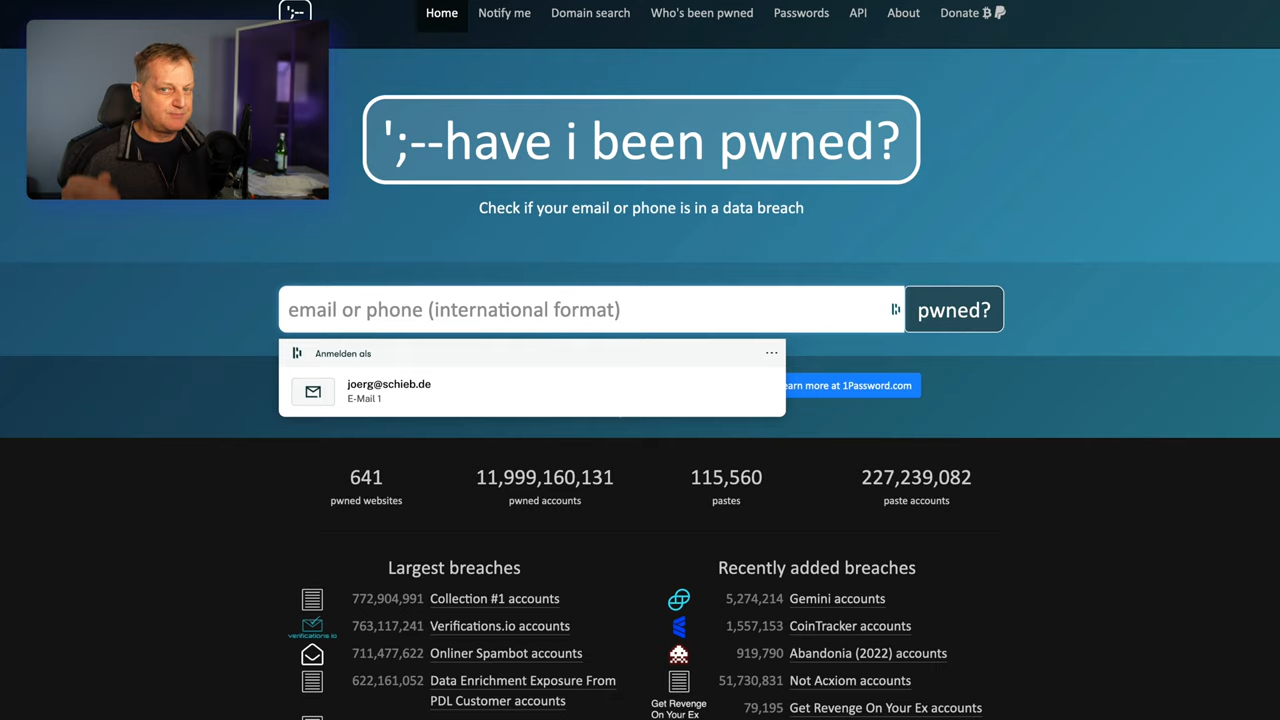 ';--
Home
Notify me
Domain search
Who's been pwned
Passwords
API
About
Donate
';--have i been pwned?
Check if your email or phone is in a data breach
email or phone (international format)
pwned?
Anmelden als
...
joerg@schieb.de
E-Mail 1
earn more at 1Password.com
641
pwned websites
11,999,160,131
pwned accounts
115,560
pastes
227,239,082
paste accounts
Largest breaches
772,904,991 Collection #1 accounts
verifications.io
763,117,241 Verifications.io accounts
711,477,622 Onliner Spambot accounts
622,161,052 Data Enrichment Exposure From
PDL Customer accounts
Recently added breaches
5,274,214 Gemini accounts
1,557,153 CoinTracker accounts
919,790 Abandonia (2022) accounts
51,730,831 Not Acxiom accounts
Get Revenge
On Your Ex
79,195 Get Revenge On Your Ex accounts